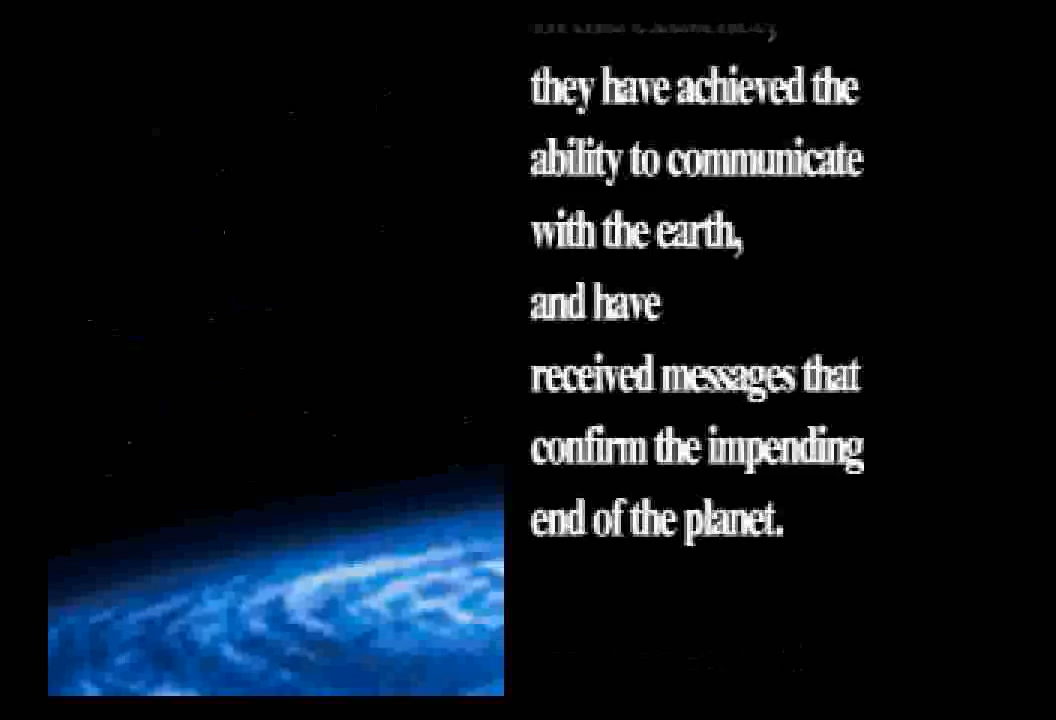 they have achieved the
ability to communicate
with the earth,
and have
received messages that
confirm the impending
end of the planet.